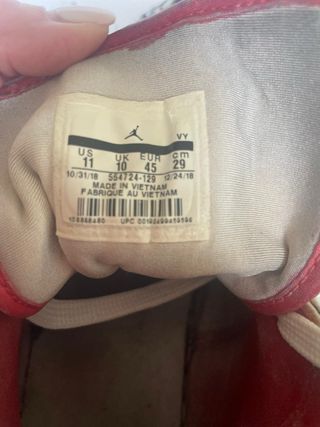 VY
US UK EUR cm
11 10 45 29
10/31/18 554724-129 12/24/18
MADE IN VIETNAM
FABRIQUE AU VIETNAM
UPC